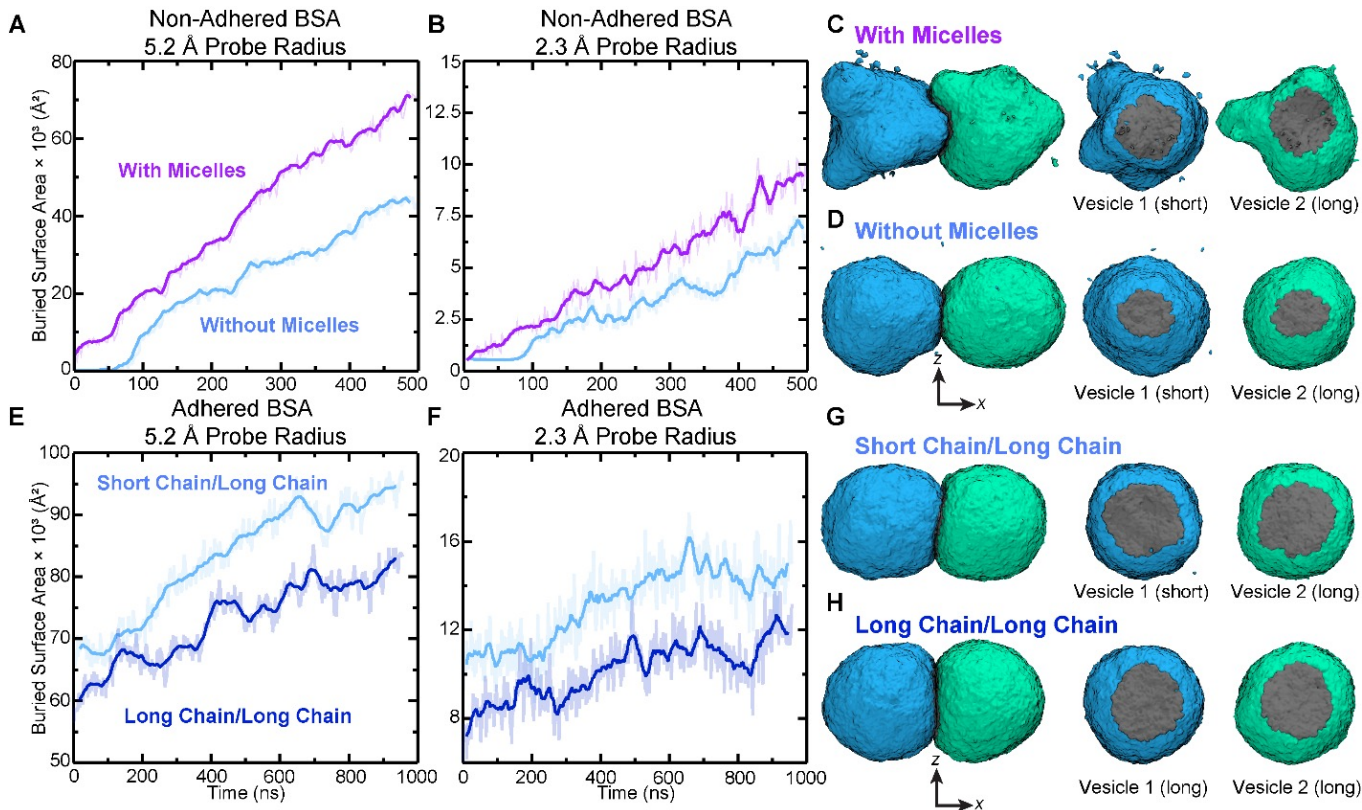 A
Non-Adhered BSA
5.2 Å Probe Radius
Buried Surface Area × 10³ (Å²)
80
60
40
20
0
With Micelles
Without Micelles
0 100 200 300 400 500
B
Non-Adhered BSA
2.3 Å Probe Radius
15
12.5
10
7.5
5
2.5
0
0 100 200 300 400 500
C
With Micelles
Vesicle 1 (short)
Vesicle 2 (long)
D
Without Micelles
z
x
Vesicle 1 (short)
Vesicle 2 (long)
E
Adhered BSA
5.2 Å Probe Radius
Buried Surface Area × 10³ (Å²)
100
90
80
70
60
50
Short Chain/Long Chain
Long Chain/Long Chain
0 200 400 600 800 1000
Time (ns)
F
Adhered BSA
2.3 Å Probe Radius
20
16
12
8
0 200 400 600 800 1000
Time (ns)
G
Short Chain/Long Chain
Vesicle 1 (short)
Vesicle 2 (long)
H
Long Chain/Long Chain
z
x
Vesicle 1 (long)
Vesicle 2 (long)